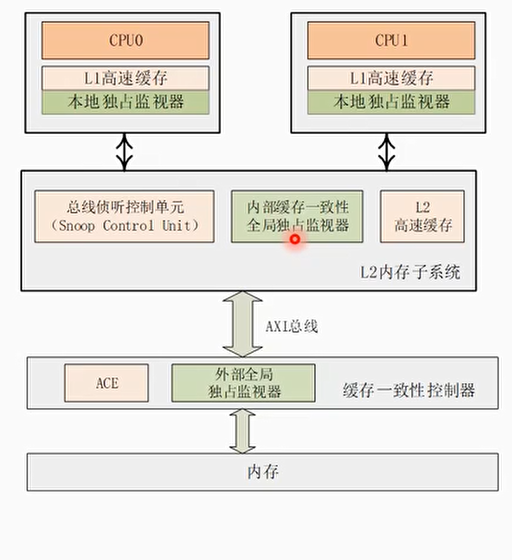 CPU0
CPU1
L1高速缓存
L1高速缓存
本地独占监视器
本地独占监视器
总线侦听控制单元
（Snoop Control Unit）
内部缓存一致性
全局独占监视器
L2
高速缓存
L2内存子系统
AXI总线
ACE
外部全局
独占监视器
缓存一致性控制器
内存